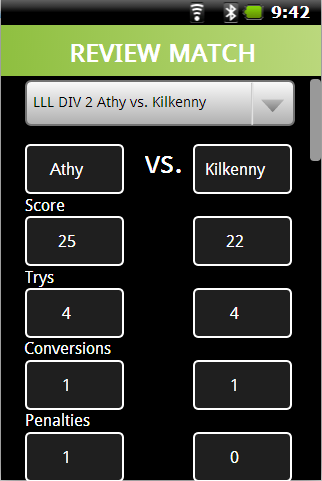 9:42
REVIEW MATCH
LLL DIV 2 Athy vs. Kilkenny
Athy vs. Kilkenny
Score
25 22
Trys
4 4
Conversions
1 1
Penalties
1 0